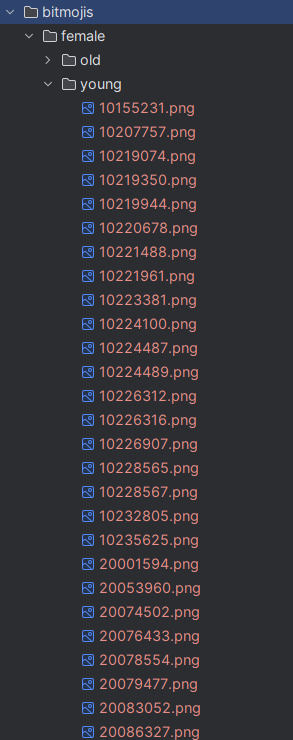 bitmojis
female
old
young
10155231.png
10207757.png
10219074.png
10219350.png
10219944.png
10220678.png
10221488.png
10221961.png
10223381.png
10224100.png
10224487.png
10224489.png
10226312.png
10226316.png
10226907.png
10228565.png
10228567.png
10232805.png
10235625.png
20001594.png
20053960.png
20074502.png
20076433.png
20078554.png
20079477.png
20083052.png
20086327.png